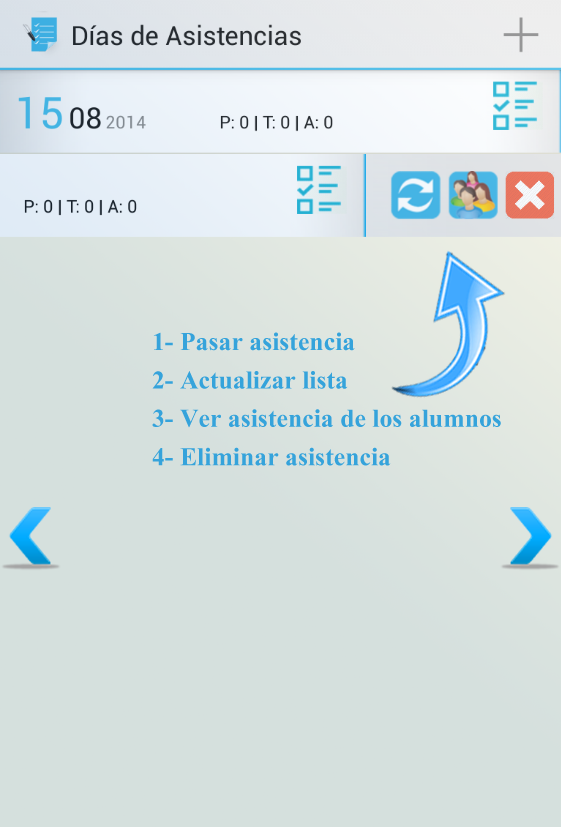 Días de Asistencias
15 08 2014 P: 0 | T: 0 | A: 0
P: 0 | T: 0 | A: 0
1- Pasar asistencia
2- Actualizar lista
3- Ver asistencia de los alumnos
4- Eliminar asistencia